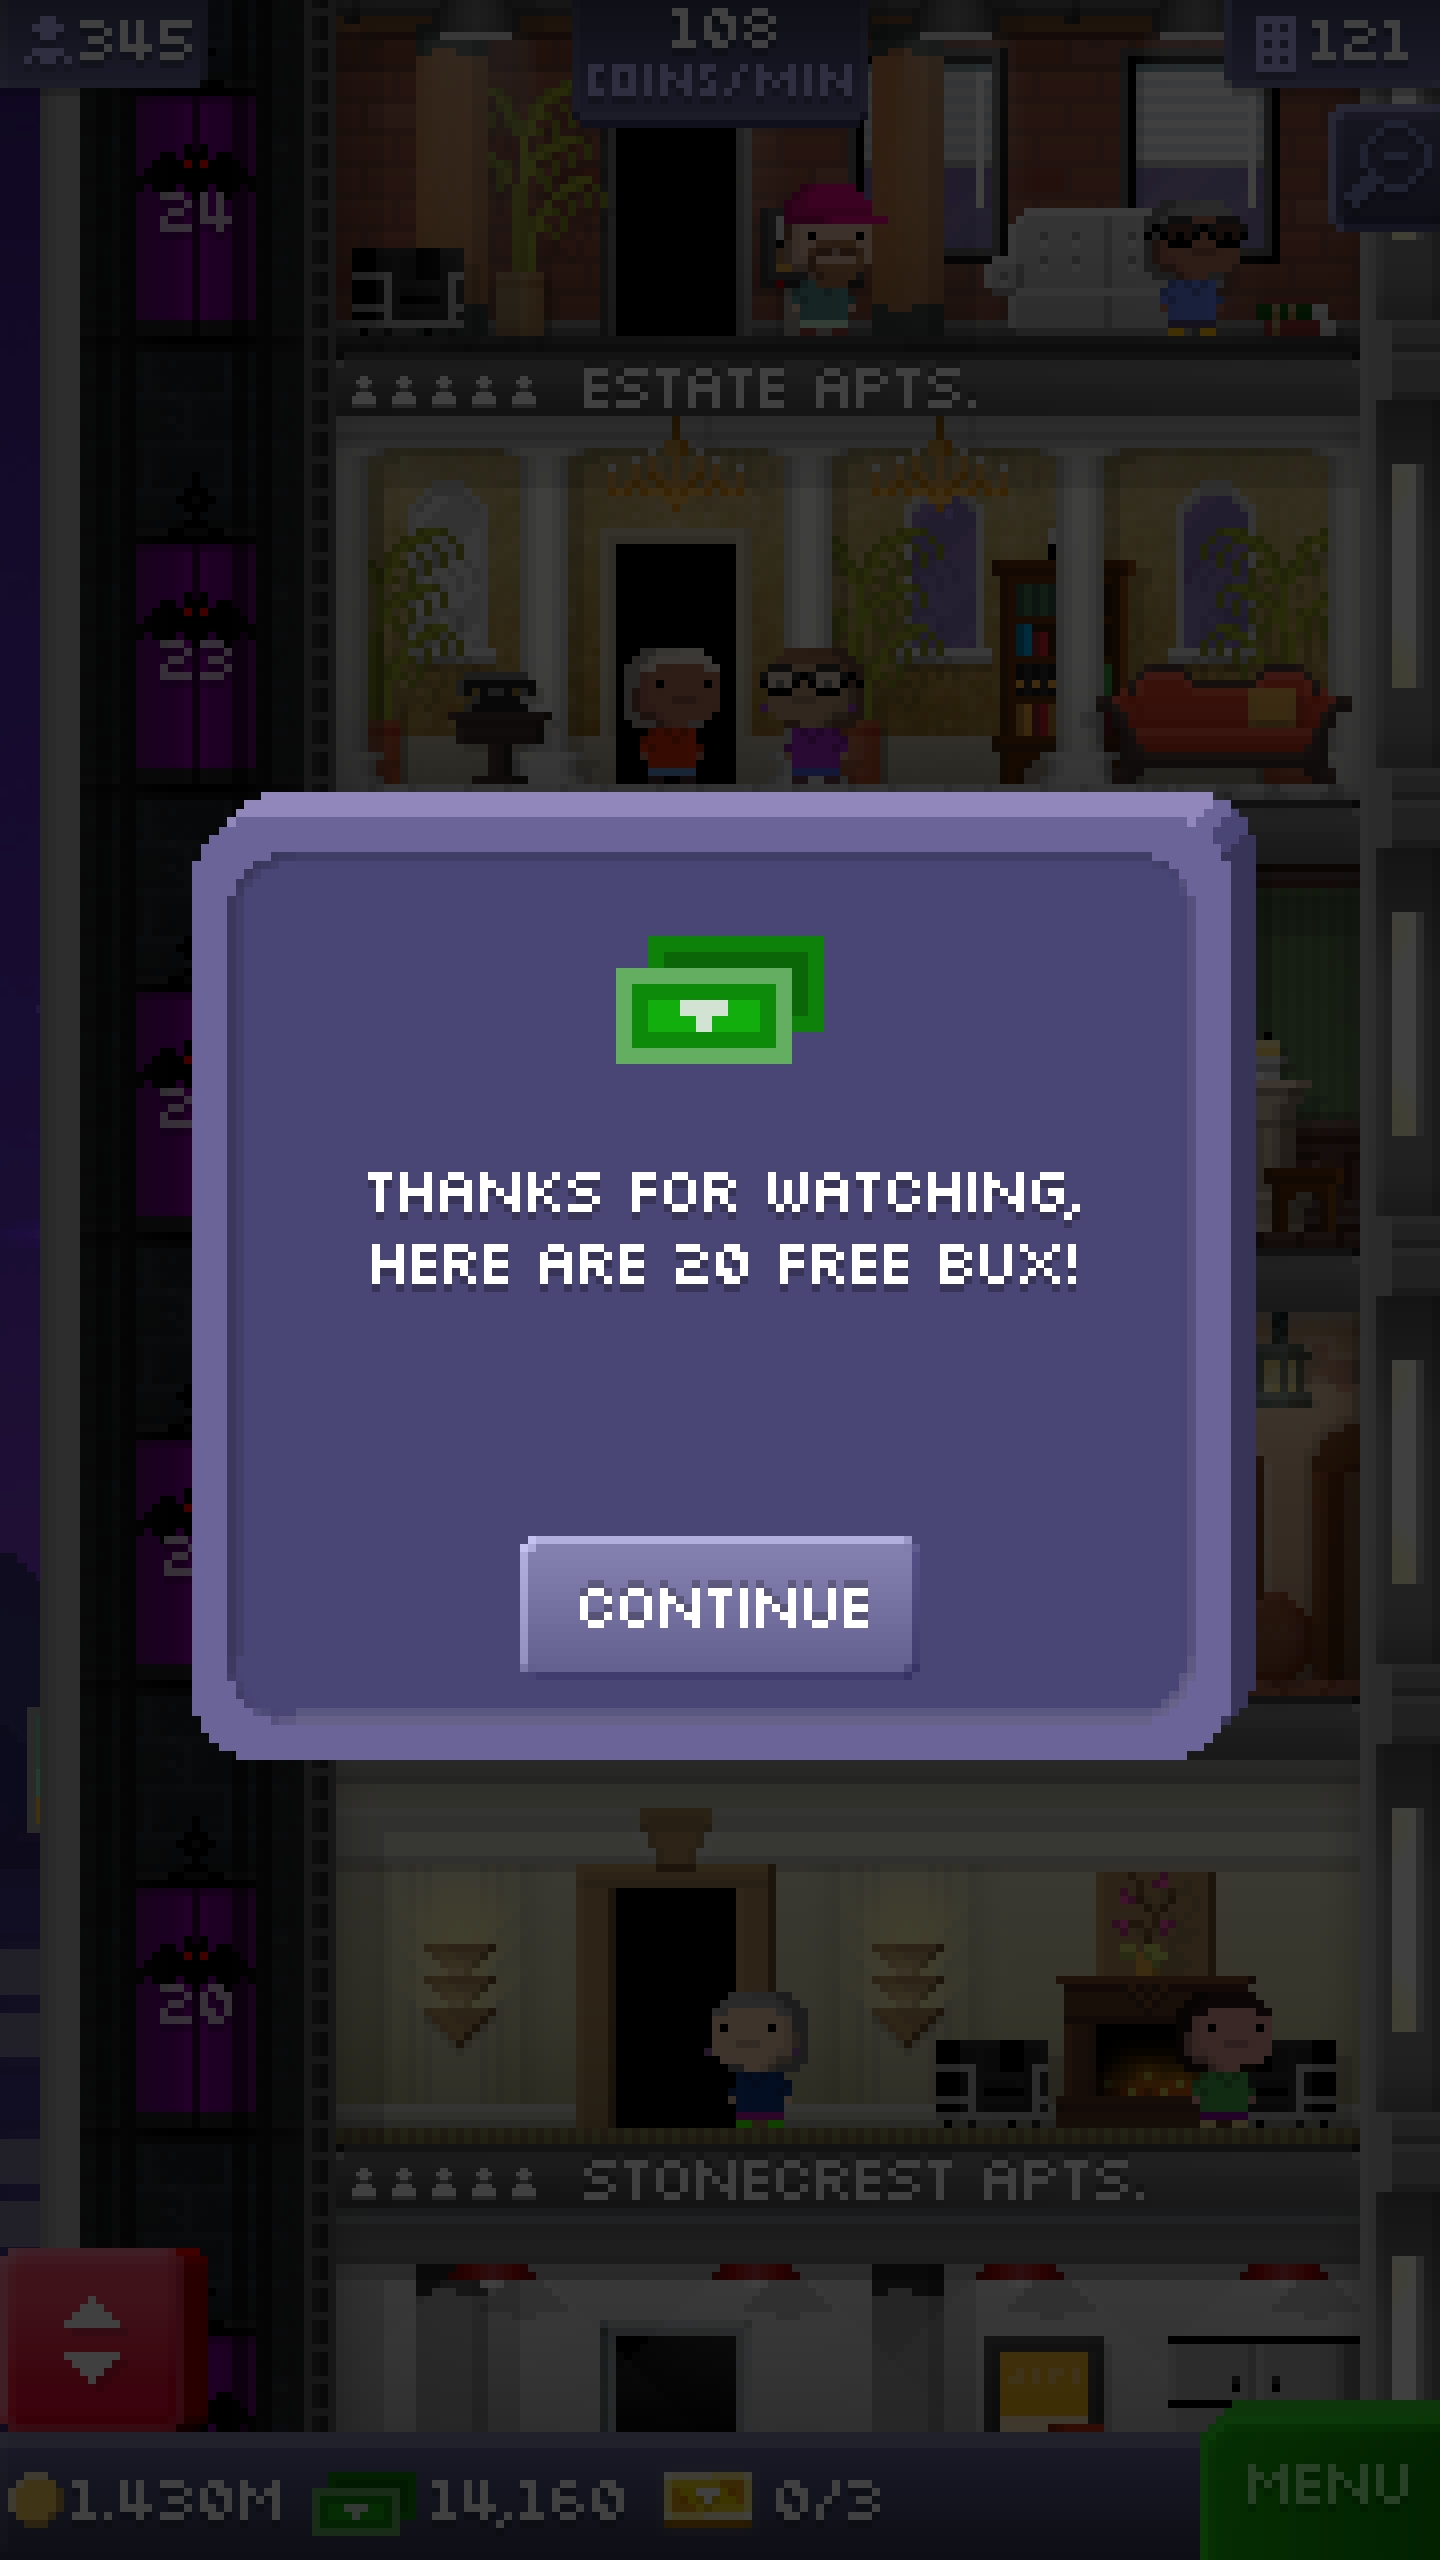 345
108
COINS/MIN
121
24
ESTATE APTS.
23
THANKS FOR WATCHING,
HERE ARE 20 FREE BUX!
CONTINUE
20
STONECREST APTS.
1.430M
14,160
0/3
MENU